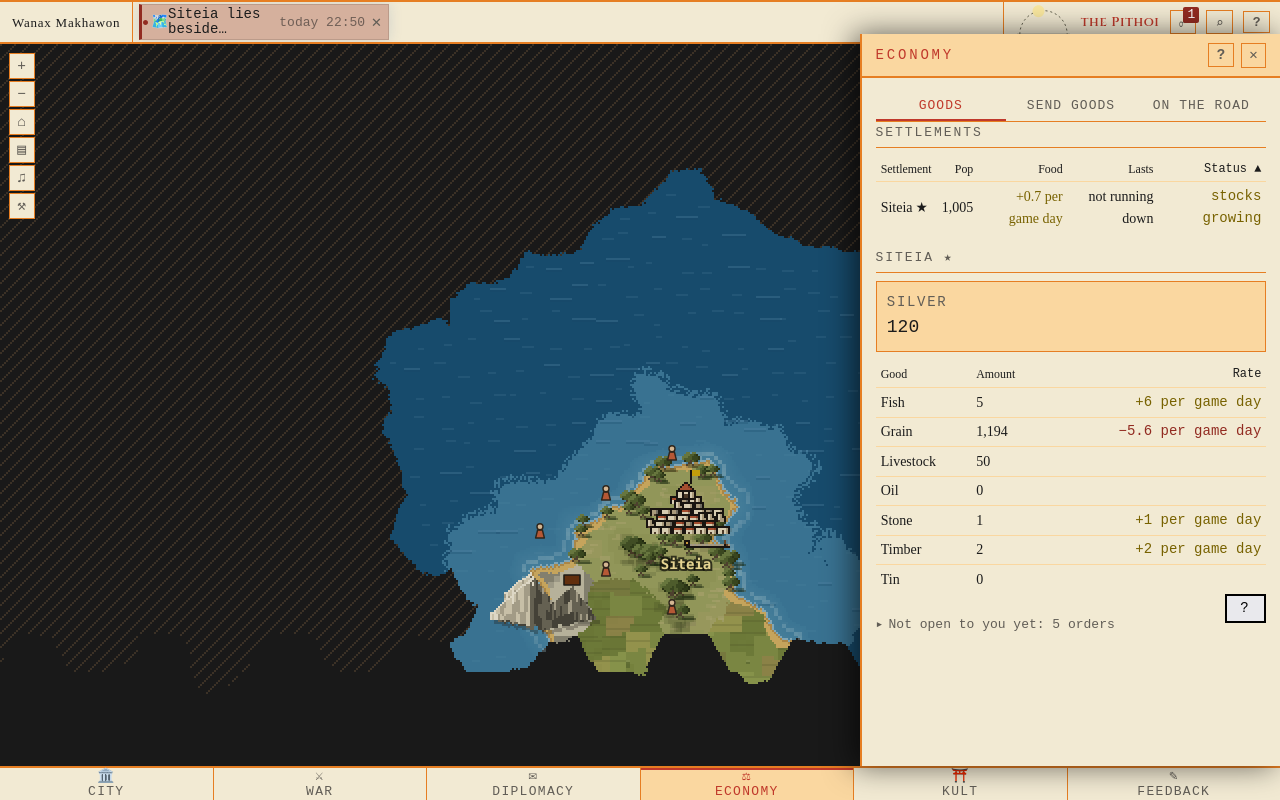 Wanax Makhawon
Siteia lies
beside…
today 22:50 ✕
THE PITHOI
1
?
ECONOMY
? ✕
GOODS SEND GOODS ON THE ROAD
SETTLEMENTS
Settlement Pop Food Lasts Status ▲
Siteia ★ 1,005 +0.7 per game day not running down stocks growing
SITEIA ★
SILVER
120
Good Amount Rate
Fish 5 +6 per game day
Grain 1,194 −5.6 per game day
Livestock 50
Oil 0
Stone 1 +1 per game day
Timber 2 +2 per game day
Tin 0
?
▸ Not open to you yet: 5 orders
Siteia
CITY WAR DIPLOMACY ECONOMY KULT FEEDBACK